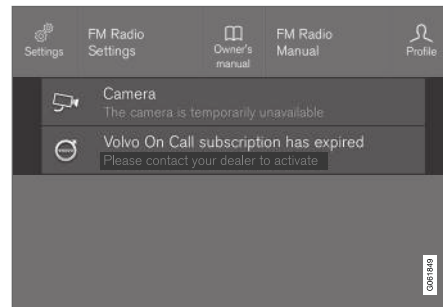 Settings
FM Radio
Settings
Owner's
manual
FM Radio
Manual
Profile
Camera
The camera is temporarily unavailable
Volvo On Call subscription has expired
Please contact your dealer to activate
G061849